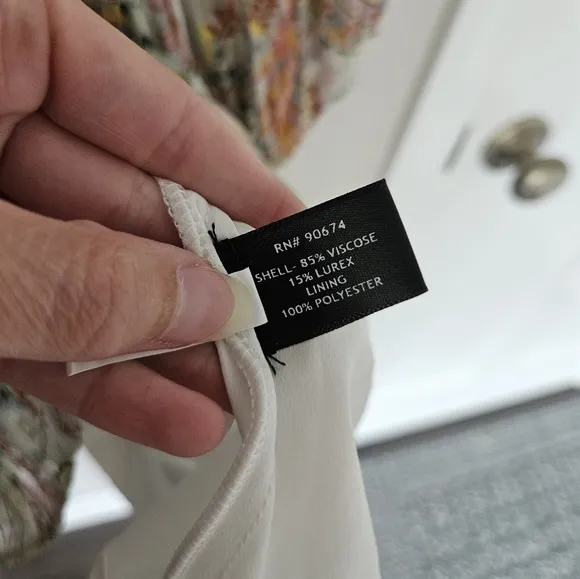 RN# 90674
SHELL- 85% VISCOSE
15% LUREX
LINING
100% POLYESTER